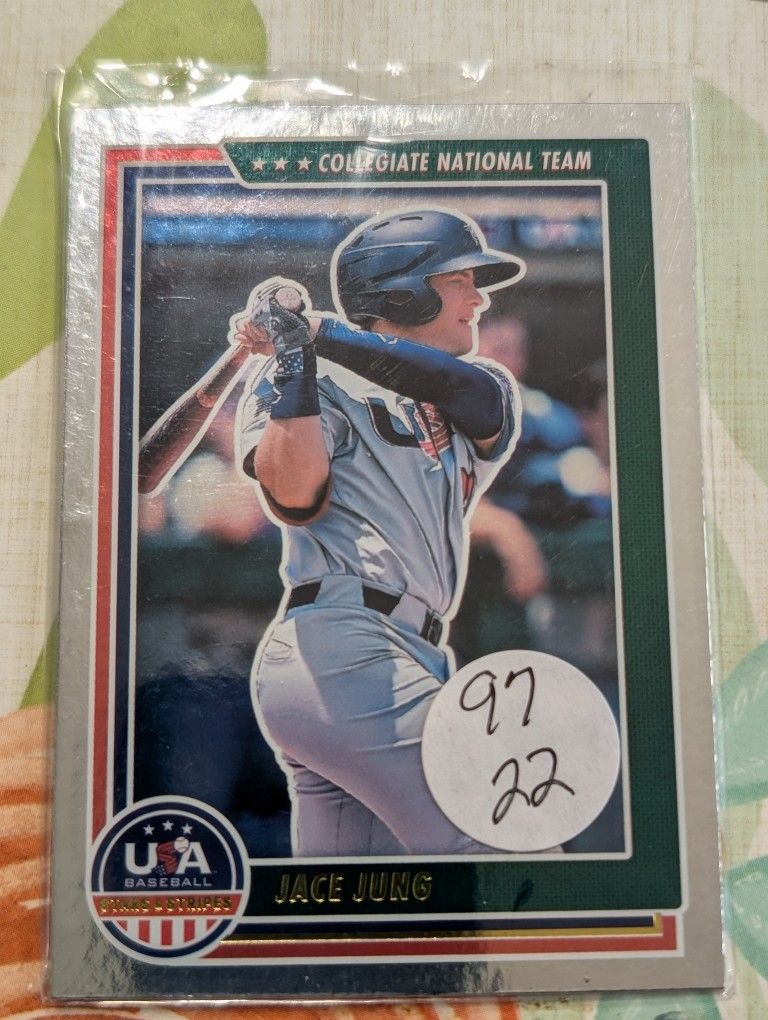 ★ ★ ★ COLLEGIATE NATIONAL TEAM
97
22
USA
BASEBALL
STARS & STRIPES
JACE JUNG